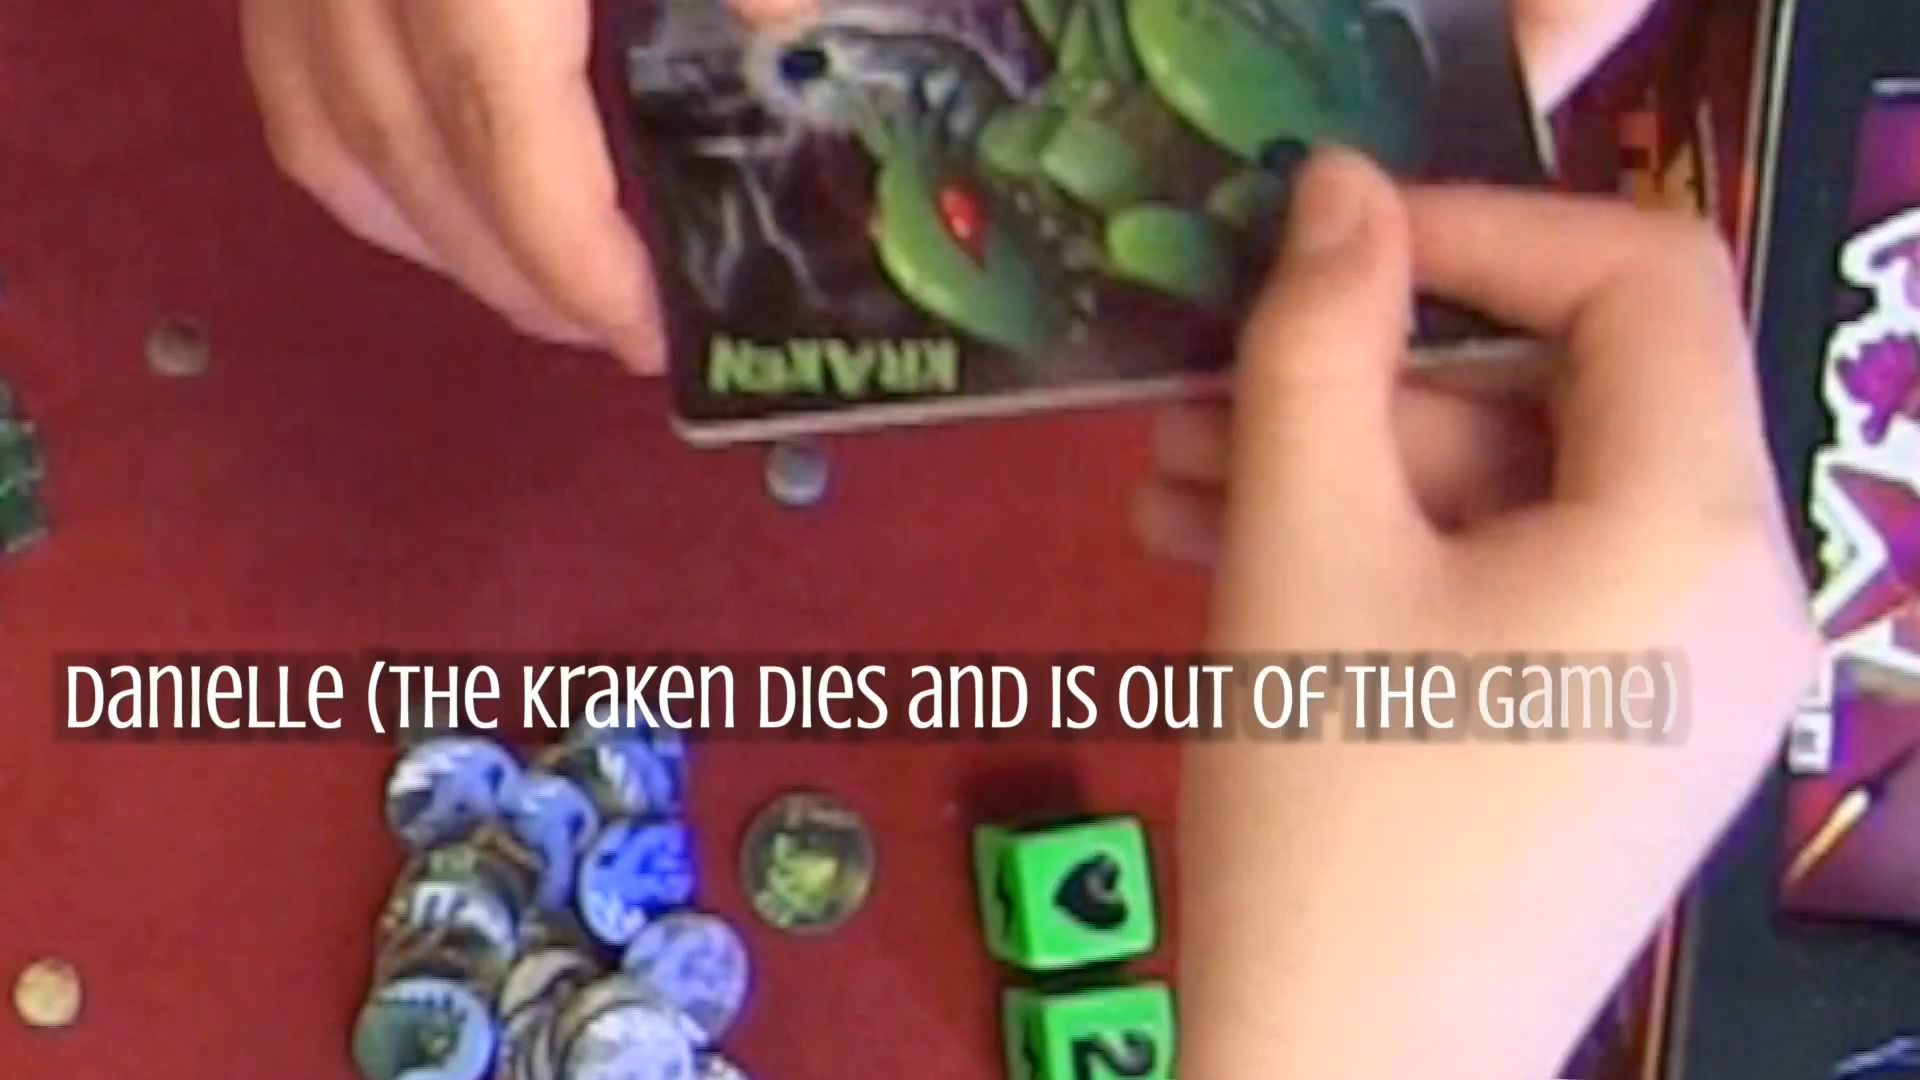 KRAKEN
Danielle (The Kraken dies and is out of the game)
2